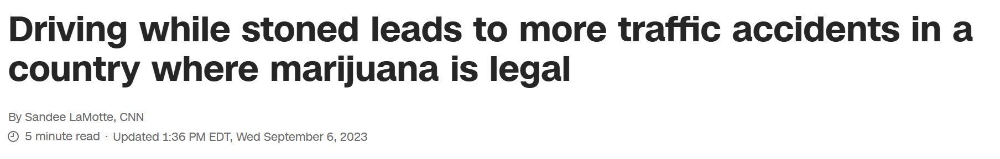 Driving while stoned leads to more traffic accidents in a
country where marijuana is legal
By Sandee LaMotte, CNN
5 minute read · Updated 1:36 PM EDT, Wed September 6, 2023